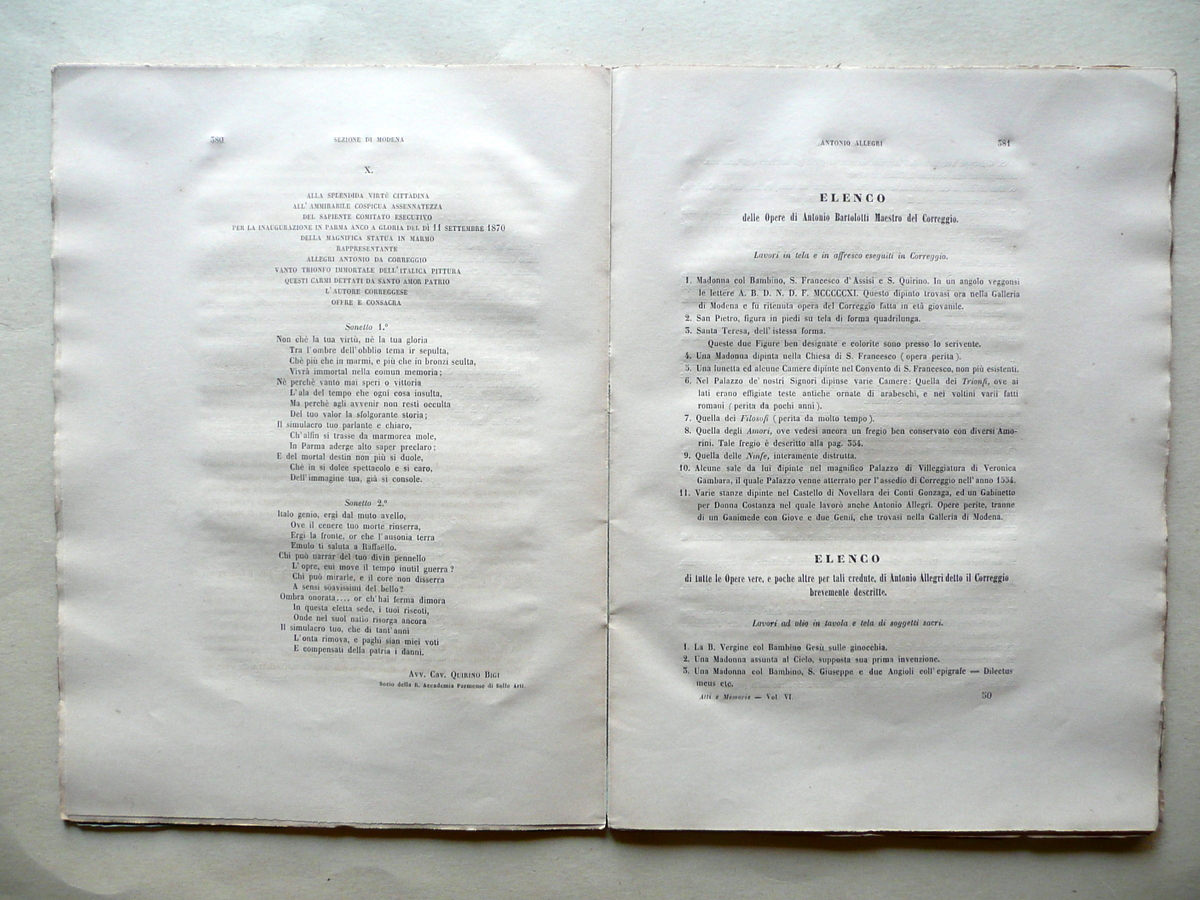 380 SEZIONE DI MODENA
X.
ALLA SPLENDIDA VIRTÙ CITTADINA
ALL' AMMIRABILE COSPICUA ASSENNATEZZA
DEL SAPIENTE COMITATO ESECUTIVO
PER LA INAUGURAZIONE IN PARMA ANCO A GLORIA DEL DÌ 11 SETTEMBRE 1870
DELLA MAGNIFICA STATUA IN MARMO
RAPPRESENTANTE
ALLEGRI ANTONIO DA CORREGGIO
VANTO TRIONFO IMMORTALE DELL' ITALICA PITTURA
QUESTI CARMI DETTATI DA SANTO AMOR PATRIO
L' AUTORE CORREGGESE
OFFRE E CONSACRA
Sonetto 1.º
Non chè la tua virtù, nè la tua gloria
Tra l'ombre dell'obblio tema ir sepulta,
Chè più che in marmi, e più che in bronzi sculta,
Vivrà immortal nella comun memoria;
Nè perchè vanto mai speri o vittoria
L'ala del tempo che ogni cosa insulta,
Ma perchè agli avvenir non resti occulta
Del tuo valor la sfolgorante storia;
Il simulacro tuo parlante e chiaro,
Ch'alfin si trasse da marmorea mole,
In Parma aderge alto saper preclaro;
E del mortal destin non più si duole,
Chè in sì dolce spettacolo e sì caro,
Dell'immagine tua, già si console.
Sonetto 2.º
Italo genio, ergi dal muto avello,
Ove il cenere tuo morte rinserra,
Ergi la fronte, or che l'ausonia terra
Emulo ti saluta a Raffaello.
Chi può narrar del tuo divin pennello
L'opre, cui move il tempo inutil guerra?
Chi può mirarle, e il core non disserra
A sensi soavissimi del bello?
Ombra onorata.... or ch'hai ferma dimora
In questa eletta sede, i tuoi riscoti,
Onde nel suol natìo risorga ancora
Il simulacro tuo, che di tant'anni
L'onta rimova, e paghi sian miei voti
E compensati della patria i danni.
AVV. CAV. QUIRINO BIGI
Socio della R. Accademia Parmense di Belle Arti.
ANTONIO ALLEGRI 381
ELENCO
delle Opere di Antonio Bartolotti Maestro del Correggio.
Lavori in tela e in affresco eseguiti in Correggio.
1. Madonna col Bambino, S. Francesco d'Assisi e S. Quirino. In un angolo veggonsi
le lettere A. B. D. N. D. F. MCCCCCXI. Questo dipinto trovasi ora nella Galleria
di Modena e fu ritenuta opera del Correggio fatta in età giovanile.
2. San Pietro, figura in piedi su tela di forma quadrilunga.
3. Santa Teresa, dell'istessa forma.
Queste due Figure ben designate e colorite sono presso lo scrivente.
4. Una Madonna dipinta nella Chiesa di S. Francesco (opera perita).
5. Una lunetta ed alcune Camere dipinte nel Convento di S. Francesco, non più esistenti.
6. Nel Palazzo de' nostri Signori dipinse varie Camere: Quella dei Trionfi, ove ai
lati erano effigiate teste antiche ornate di arabeschi, e nei voltini varii fatti
romani (perita da pochi anni).
7. Quella dei Filosofi (perita da molto tempo).
8. Quella degli Amori, ove vedesi ancora un fregio ben conservato con diversi Amo-
rini. Tale fregio è descritto alla pag. 354.
9. Quella delle Ninfe, interamente distrutta.
10. Alcune sale da lui dipinte nel magnifico Palazzo di Villeggiatura di Veronica
Gambara, il quale Palazzo venne atterrato per l'assedio di Correggio nell'anno 1554.
11. Varie stanze dipinte nel Castello di Novellara dei Conti Gonzaga, ed un Gabinetto
per Donna Costanza nel quale lavorò anche Antonio Allegri. Opere perite, tranne
di un Ganimede con Giove e due Genii, che trovasi nella Galleria di Modena.
ELENCO
di tutte le Opere vere, e poche altre per tali credute, di Antonio Allegri detto il Correggio
brevemente descritte.
Lavori ad olio in tavola e tela di soggetti sacri.
1. La B. Vergine col Bambino Gesù sulle ginocchia.
2. Una Madonna assunta al Cielo, supposta sua prima invenzione.
3. Una Madonna col Bambino, S. Giuseppe e due Angioli coll'epigrafe — Dilectus
meus etc.
Atti e Memorie — Vol. VI. 50